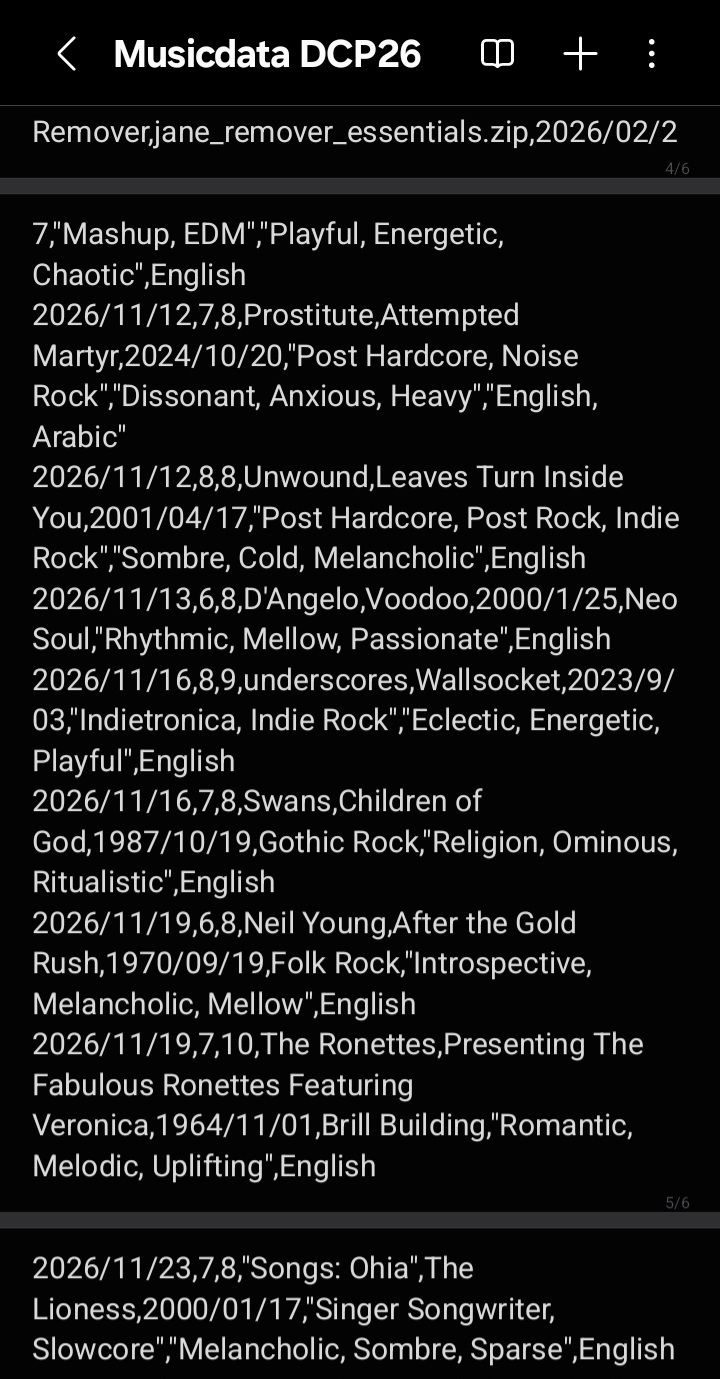 Musicdata DCP26
Remover,jane_remover_essentials.zip,2026/02/2
4/6
7,"Mashup, EDM","Playful, Energetic,
Chaotic",English
2026/11/12,7,8,Prostitute,Attempted
Martyr,2024/10/20,"Post Hardcore, Noise
Rock","Dissonant, Anxious, Heavy","English,
Arabic"
2026/11/12,8,8,Unwound,Leaves Turn Inside
You,2001/04/17,"Post Hardcore, Post Rock, Indie
Rock","Sombre, Cold, Melancholic",English
2026/11/13,6,8,D'Angelo,Voodoo,2000/1/25,Neo
Soul,"Rhythmic, Mellow, Passionate",English
2026/11/16,8,9,underscores,Wallsocket,2023/9/
03,"Indietronica, Indie Rock","Eclectic, Energetic,
Playful",English
2026/11/16,7,8,Swans,Children of
God,1987/10/19,Gothic Rock,"Religion, Ominous,
Ritualistic",English
2026/11/19,6,8,Neil Young,After the Gold
Rush,1970/09/19,Folk Rock,"Introspective,
Melancholic, Mellow",English
2026/11/19,7,10,The Ronettes,Presenting The
Fabulous Ronettes Featuring
Veronica,1964/11/01,Brill Building,"Romantic,
Melodic, Uplifting",English
5/6
2026/11/23,7,8,"Songs: Ohia",The
Lioness,2000/01/17,"Singer Songwriter,
Slowcore","Melancholic, Sombre, Sparse",English